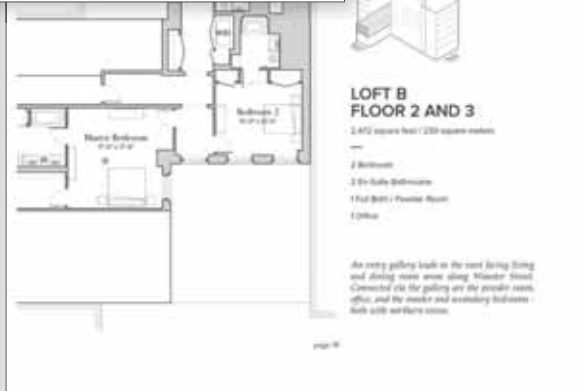 LOFT B
FLOOR 2 AND 3
2,472 square feet / 230 square meters
Master Bedroom
Bedroom 2
2 Bedroom
2 En-Suite Bathrooms
1 Full Bath / Powder Room
1 Office
An entry gallery leads to the east facing living
and dining room areas along Wooster Street.
Connected via the gallery are the powder room,
office, and the master and secondary bedrooms -
both with northern views.
page